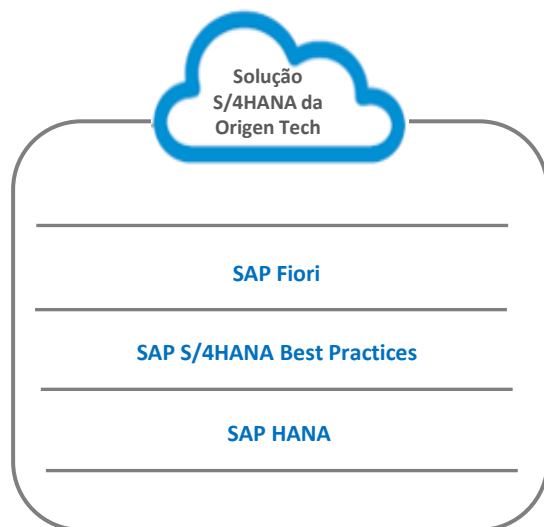 Solução
S/4HANA da
Origen Tech
SAP Fiori
SAP S/4HANA Best Practices
SAP HANA